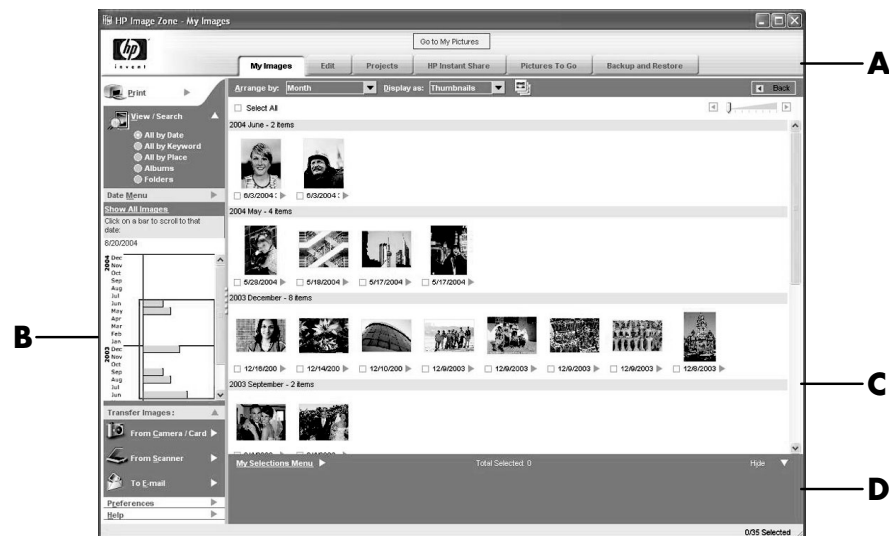 HP Image Zone - My Images
Go to My Pictures
hp
invent
My Images Edit Projects HP Instant Share Pictures To Go Backup and Restore
A
Print
Arrange by: Month Display as: Thumbnails Back
Select All
View / Search
All by Date
All by Keyword
All by Place
Albums
Folders
2004 June - 2 items
6/3/2004 : 6/3/2004 :
Date Menu
Show All Images
Click on a bar to scroll to that
date:
6/20/2004
2004 May - 4 items
5/28/2004 5/18/2004 5/17/2004 5/17/2004
2004
Dec
Nov
Oct
Sep
Aug
Jul
Jun
May
Apr
Mar
Feb
Jan
2003
Dec
Nov
Oct
Sep
Aug
Jul
Jun
B
2003 December - 8 items
12/16/200 12/14/200 12/10/200 12/9/2003 12/9/2003 12/9/2003 12/9/2003 12/8/2003
2003 September - 2 items
C
Transfer Images:
From Camera / Card
From Scanner
To E-mail
Preferences
Help
My Selections Menu Total Selected: 0 Hide
D
0/35 Selected